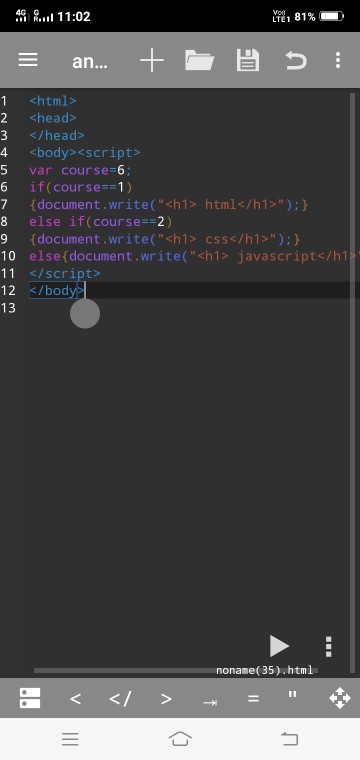 4G G 11:02 Vo)) LTE1 81%
an...
1 <html>
2 <head>
3 </head>
4 <body><script>
5 var course=6;
6 if(course==1)
7 {document.write("<h1> html</h1>");}
8 else if(course==2)
9 {document.write("<h1> css</h1>");}
10 else{document.write("<h1> javascript</h1>"
11 </script>
12 </body>
13
noname(35).html
< </ > = "